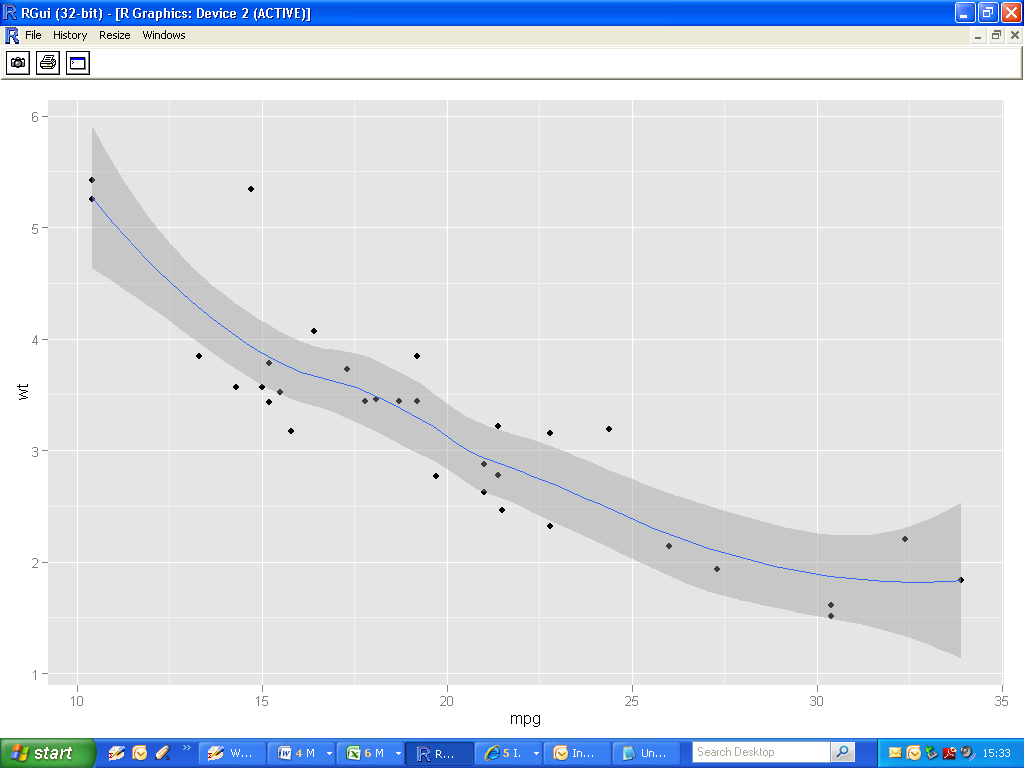 RGui (32-bit) - [R Graphics: Device 2 (ACTIVE)]
File History Resize Windows
6
5
4
3
2
1
wt
10 15 20 25 30 35
mpg
start W... 4 M 6 M R... 5 I. In... Un... Search Desktop 15:33